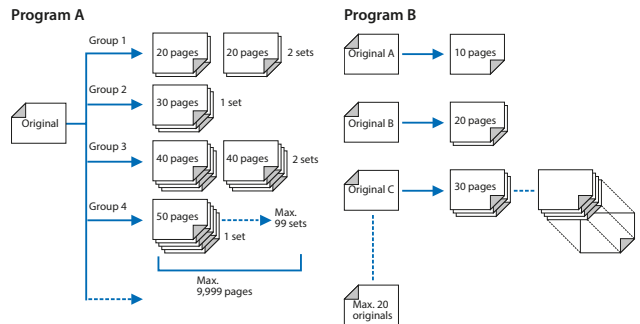 Program A
Group 1
20 pages
20 pages
2 sets
Group 2
30 pages
1 set
Original
Group 3
40 pages
40 pages
2 sets
Group 4
50 pages
1 set
Max.
99 sets
Max.
9,999 pages
Program B
Original A
10 pages
Original B
20 pages
Original C
30 pages
Max. 20
originals